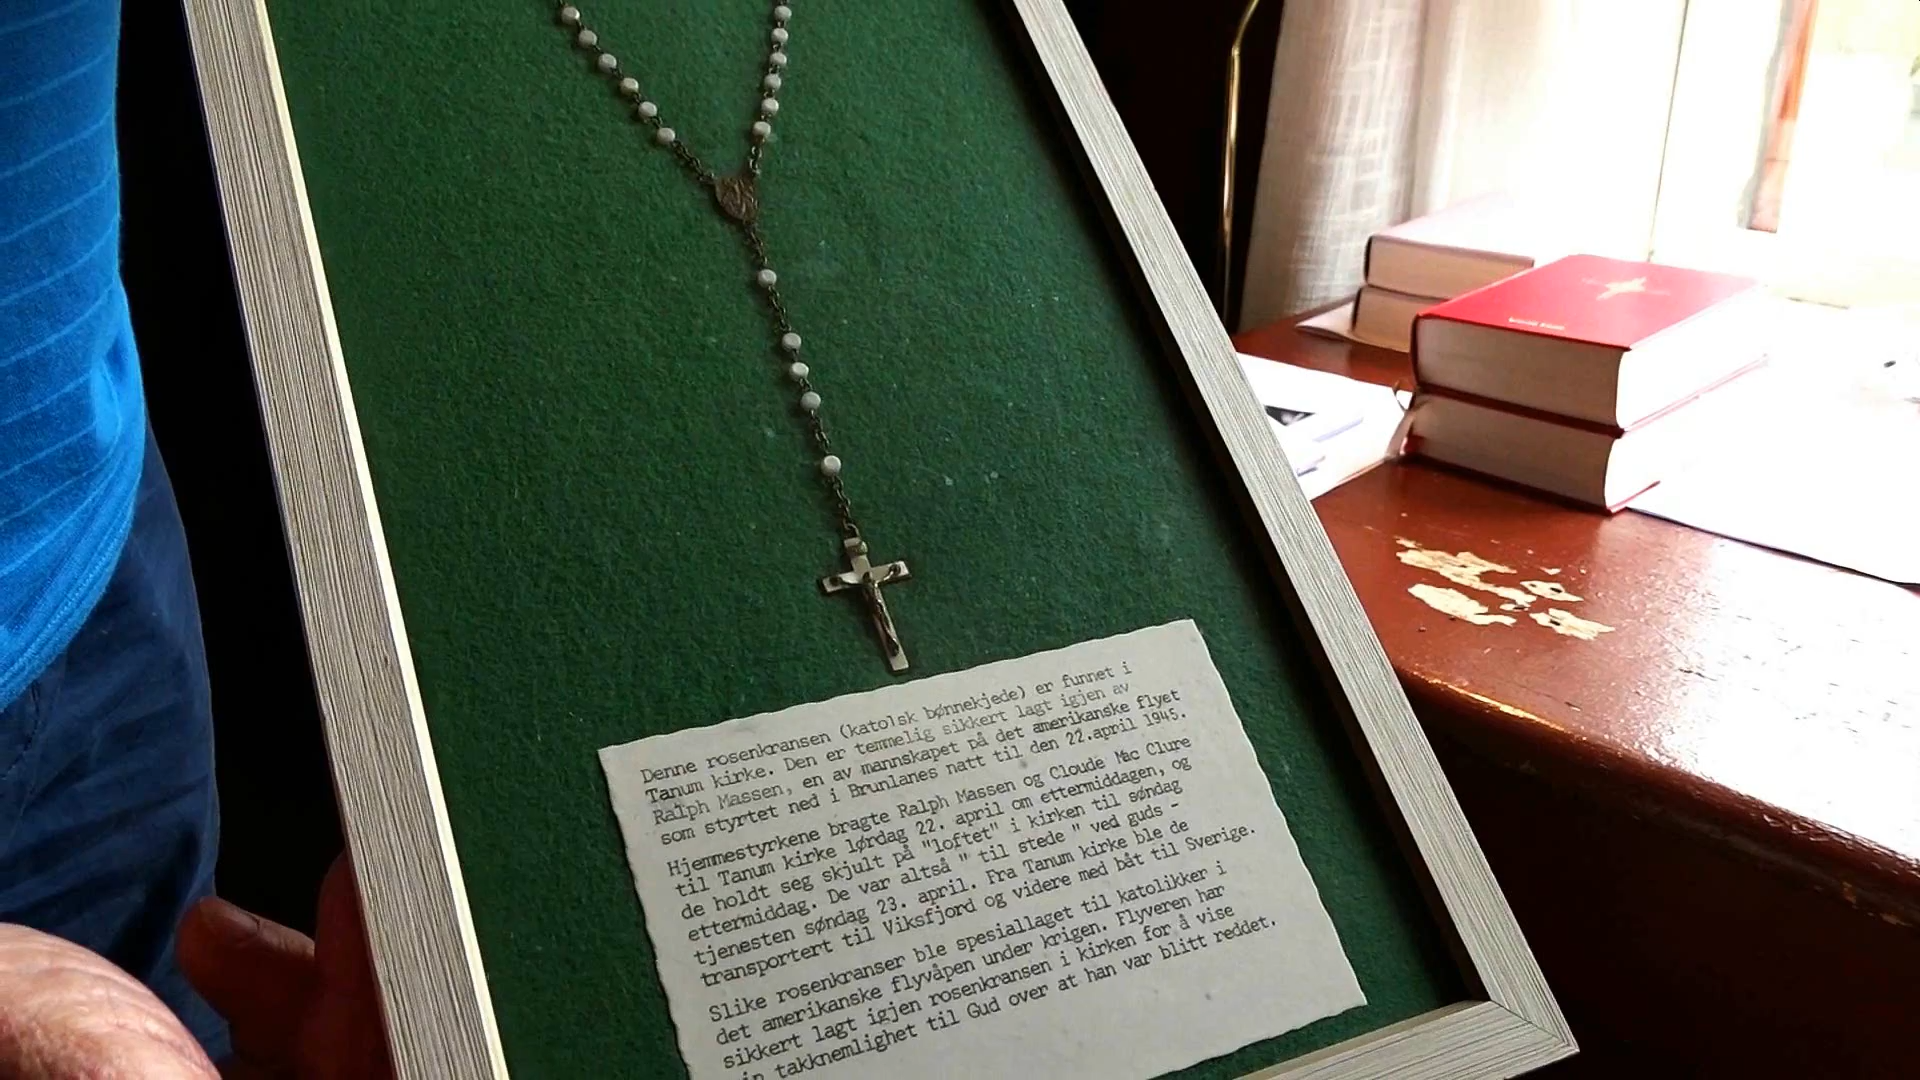 Denne rosenkransen (katolsk bønnekjede) er funnet i
Tanum kirke. Den er temmelig sikkert lagt igjen av
Ralph Massen, en av mannskapet på det amerikanske flyet
som styrtet ned i Brunlanes natt til den 22.april 1945.
Hjemmestyrkene bragte Ralph Massen og Cloude Mac Clure
til Tanum kirke lørdag 22. april om ettermiddagen, og
de holdt seg skjult på "loftet" i kirken til søndag
ettermiddag. De var altså " til stede " ved guds -
tjenesten søndag 23. april. Fra Tanum kirke ble de
transportert til Viksfjord og videre med båt til Sverige.
Slike rosenkranser ble spesiallaget til katolikker i
det amerikanske flyvåpen under krigen. Flyveren har
sikkert lagt igjen rosenkransen i kirken for å vise
takknemlighet til Gud over at han var blitt reddet.